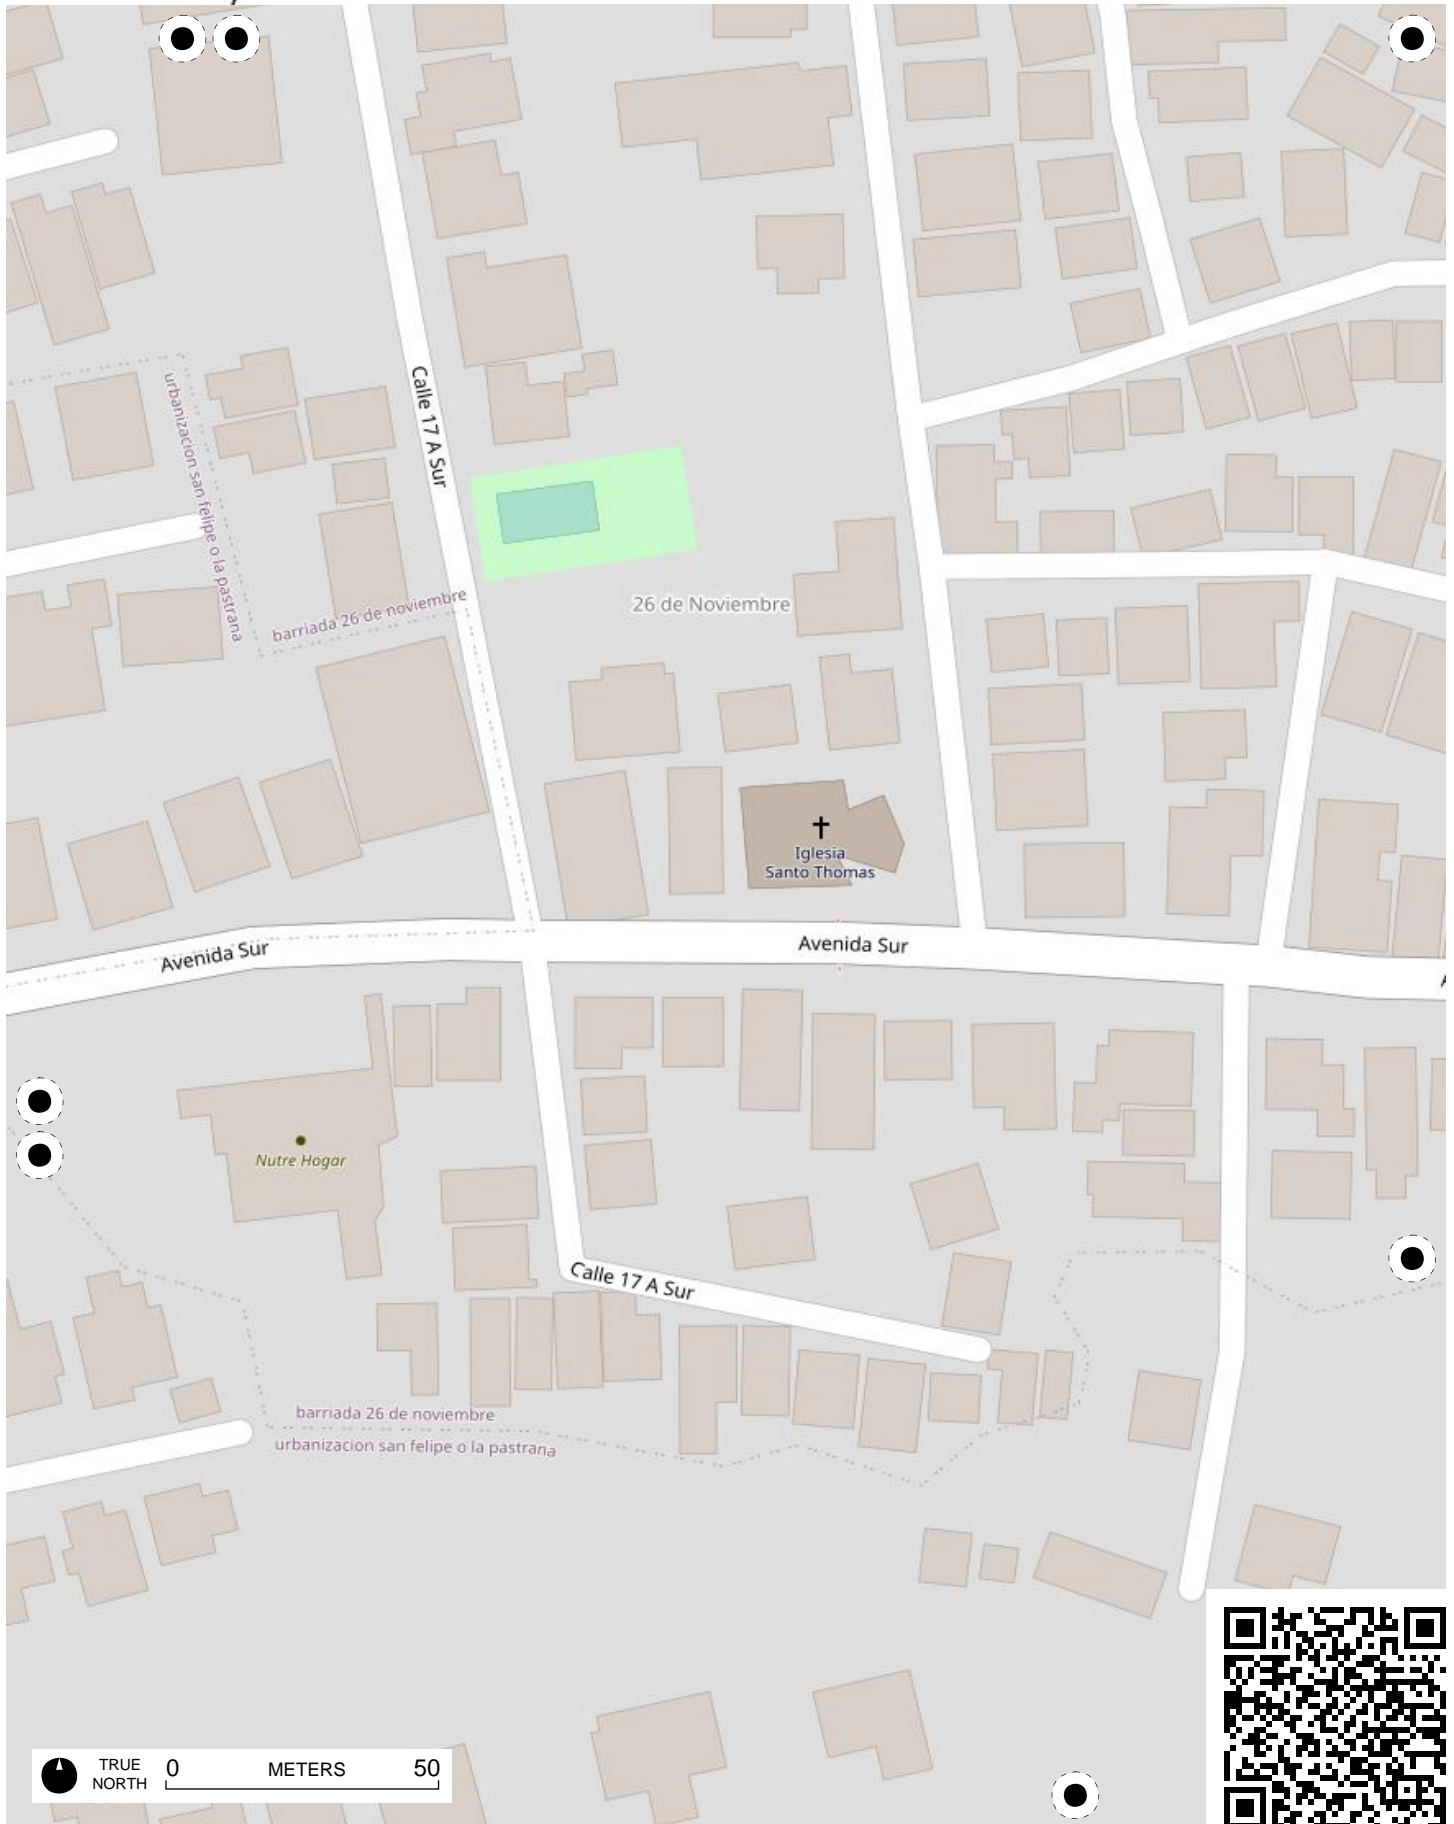 Calle 17 A Sur
urbanizacion san felipe o la pastrana
barriada 26 de noviembre
26 de Noviembre
Iglesia
Santo Thomas
Avenida Sur
Avenida Sur
Nutre Hogar
Calle 17 A Sur
barriada 26 de noviembre
urbanizacion san felipe o la pastrana
TRUE
NORTH
0 METERS 50